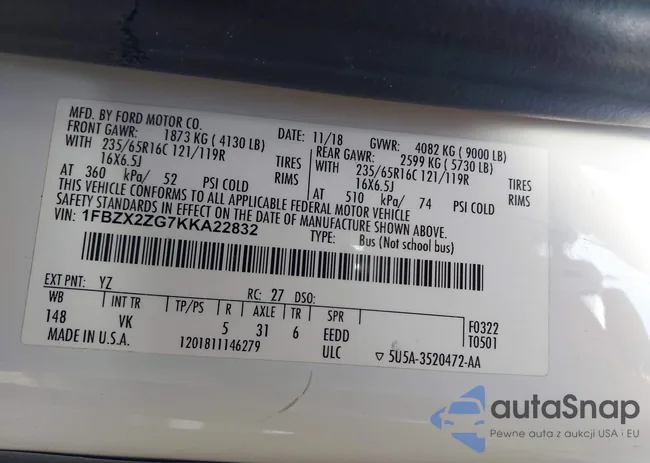 MFD. BY FORD MOTOR CO. DATE: 11/18 GVWR: 4082 KG (9000 LB)
FRONT GAWR: 1873 KG (4130 LB) REAR GAWR: 2599 KG (5730 LB)
WITH 235/65R16C 121/119R TIRES WITH 235/65R16C 121/119R TIRES
16X6.5J RIMS 16X6.5J RIMS
AT 360 kPa/ 52 PSI COLD AT 510 kPa/ 74 PSI COLD
THIS VEHICLE CONFORMS TO ALL APPLICABLE FEDERAL MOTOR VEHICLE
SAFETY STANDARDS IN EFFECT ON THE DATE OF MANUFACTURE SHOWN ABOVE.
VIN: 1FBZX2ZG7KKA22832 TYPE: Bus (Not school bus)
EXT PNT: YZ RC: 27 DSO:
WB INT TR TP/PS R AXLE TR SPR F0322
148 VK 5 31 6 EEDD T0501
ULC
MADE IN U.S.A. 1201811146279 ▽ 5U5A-3520472-AA
autaSnap
Pewne auta z aukcji USA i EU